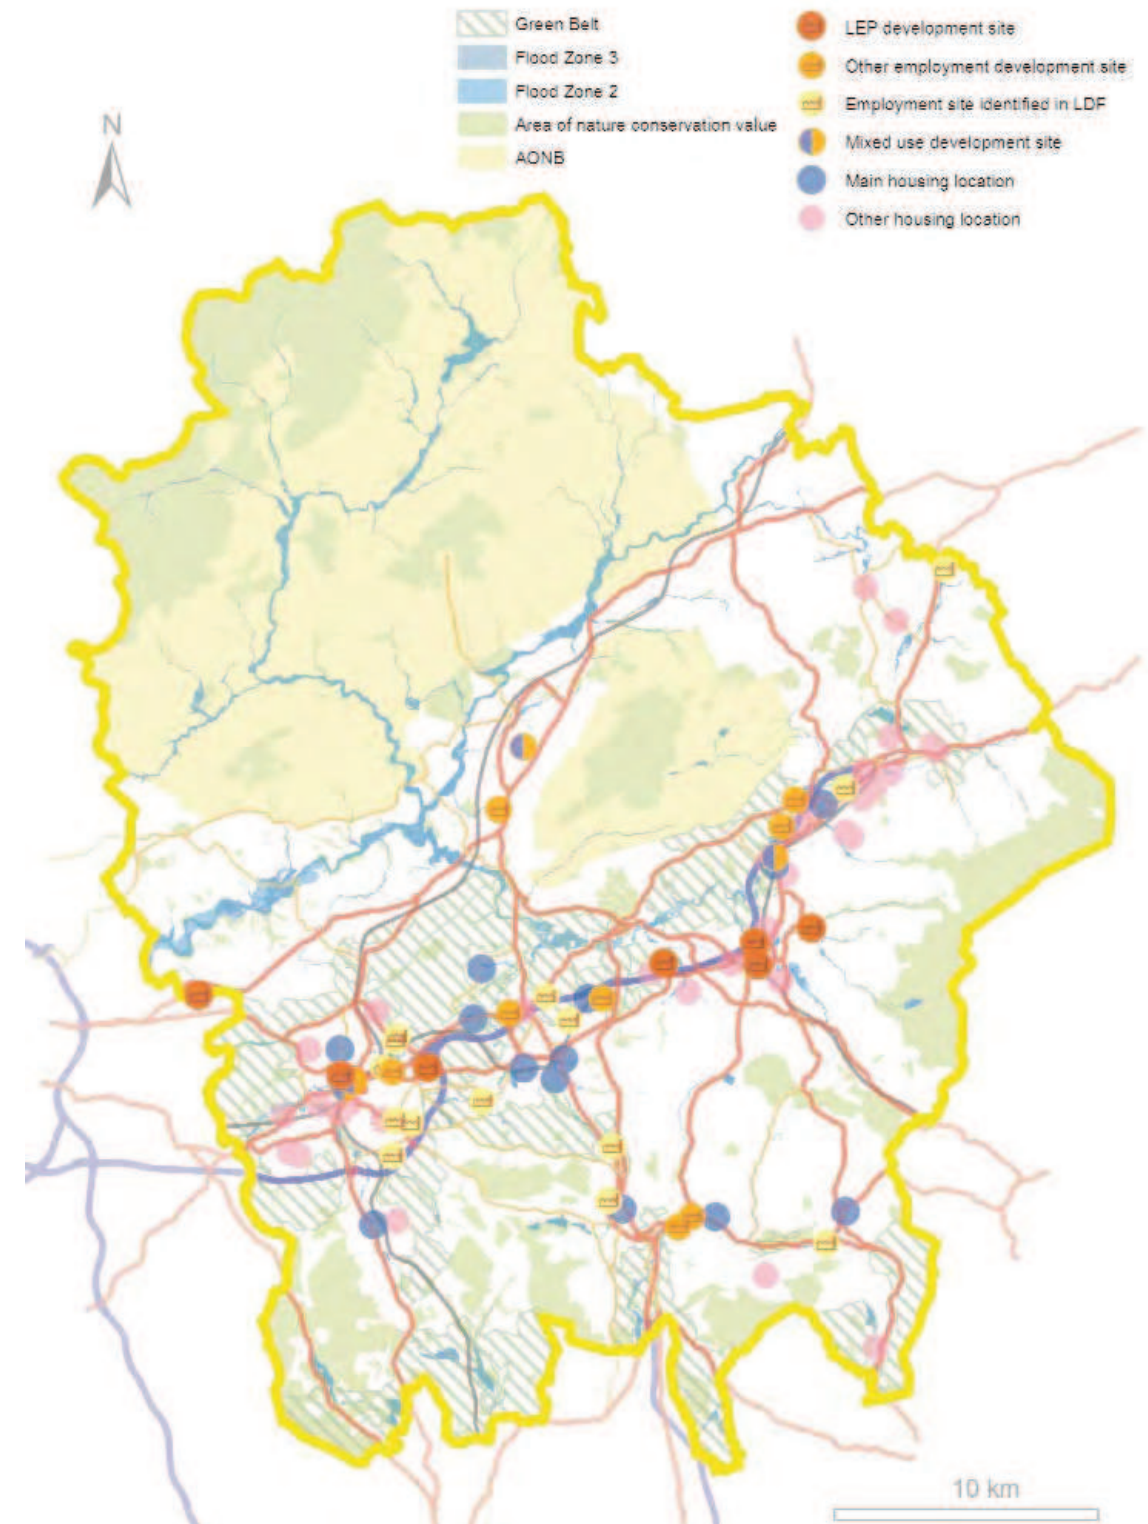 Green Belt
Flood Zone 3
Flood Zone 2
Area of nature conservation value
AONB
LEP development site
Other employment development site
Employment site identified in LDF
Mixed use development site
Main housing location
Other housing location
N
10 km